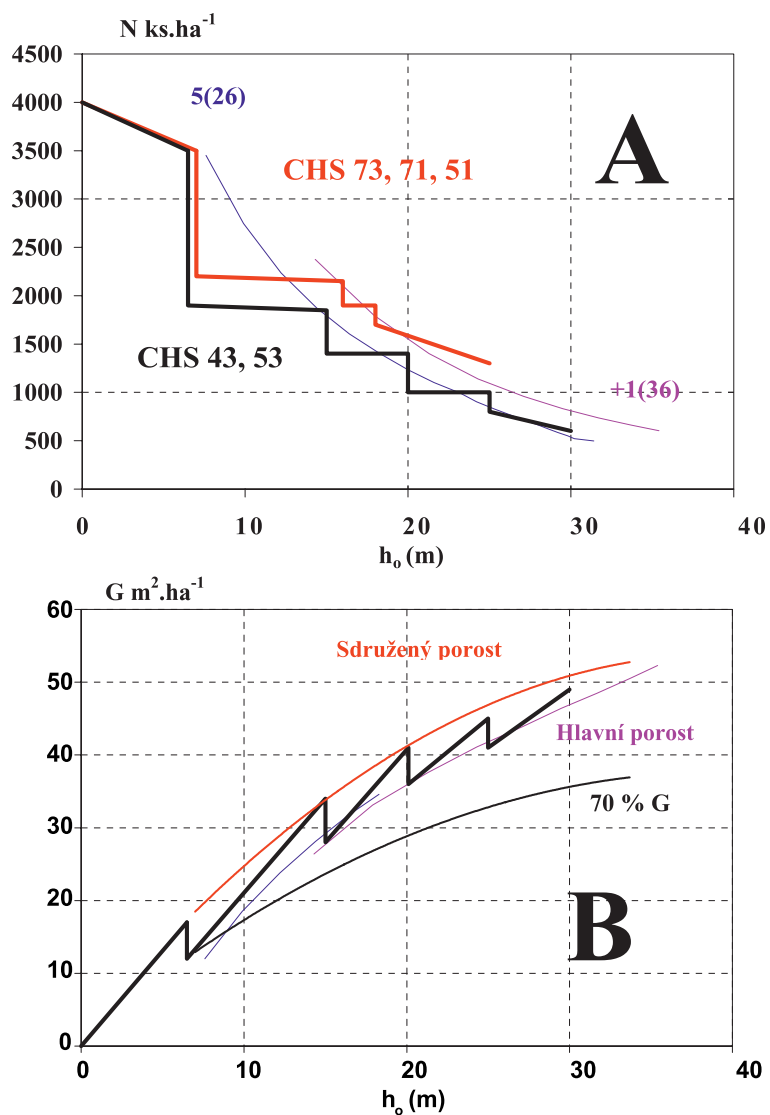 N ks.ha⁻¹
4500
4000
3500
3000
2500
2000
1500
1000
500
0
5(26)
CHS 73, 71, 51
A
CHS 43, 53
+1(36)
0 10 20 30 40
hₒ (m)
G m².ha⁻¹
60
50
40
30
20
10
0
Sdružený porost
Hlavní porost
70 % G
B
0 10 20 30 40
hₒ (m)